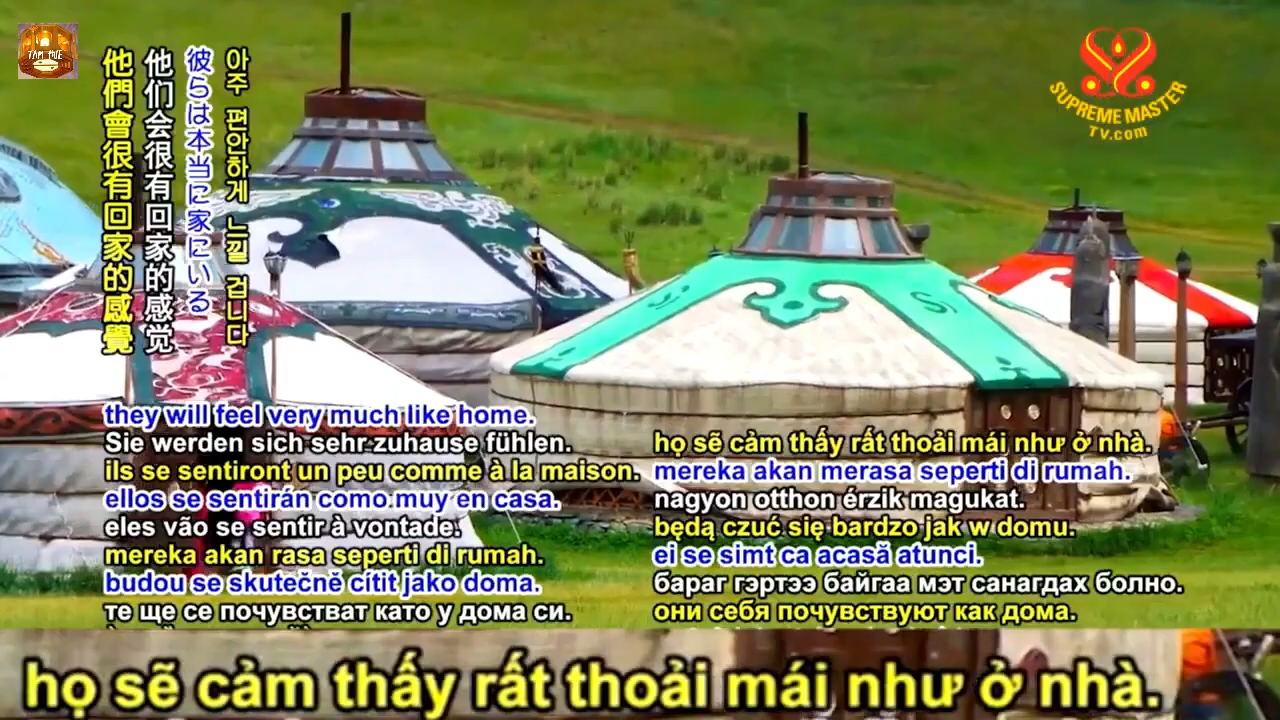 TAM TUE
SUPREME MASTER
TV.com
他們會很有回家的感覺
他们会很有回家的感觉
彼らは本当に家にいる
아주 편안하게 느낄 겁니다
they will feel very much like home.
Sie werden sich sehr zuhause fühlen.
ils se sentiront un peu comme à la maison.
ellos se sentirán como muy en casa.
eles vão se sentir à vontade.
mereka akan rasa seperti di rumah.
budou se skutečně cítit jako doma.
те ще се почувстват като у дома си.
họ sẽ cảm thấy rất thoải mái như ở nhà.
mereka akan merasa seperti di rumah.
nagyon otthon érzik magukat.
będą czuć się bardzo jak w domu.
ei se simt ca acasă atunci.
бараг гэртээ байгаа мэт санагдах болно.
они себя почувствуют как дома.
họ sẽ cảm thấy rất thoải mái như ở nhà.